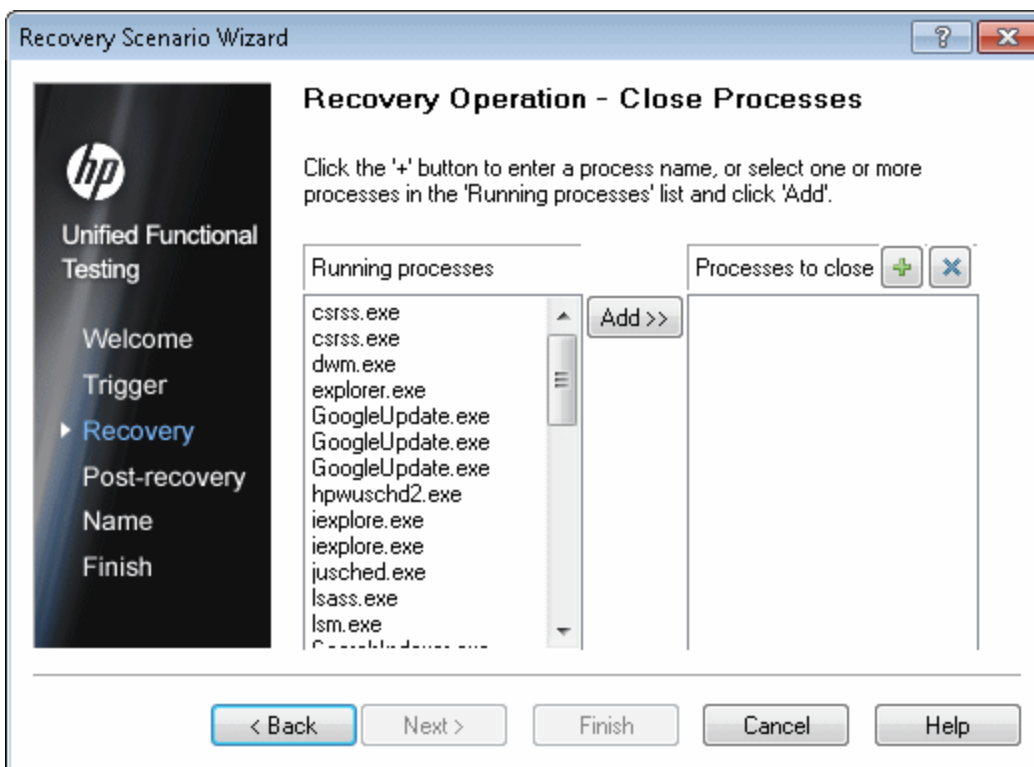 Recovery Scenario Wizard
?
hp
Unified Functional
Testing
Welcome
Trigger
Recovery
Post-recovery
Name
Finish
Recovery Operation - Close Processes
Click the '+' button to enter a process name, or select one or more
processes in the 'Running processes' list and click 'Add'.
Running processes
csrss.exe
csrss.exe
dwm.exe
explorer.exe
GoogleUpdate.exe
GoogleUpdate.exe
GoogleUpdate.exe
hpwuschd2.exe
iexplore.exe
iexplore.exe
jusched.exe
lsass.exe
lsm.exe
Add >>
Processes to close
< Back
Next >
Finish
Cancel
Help